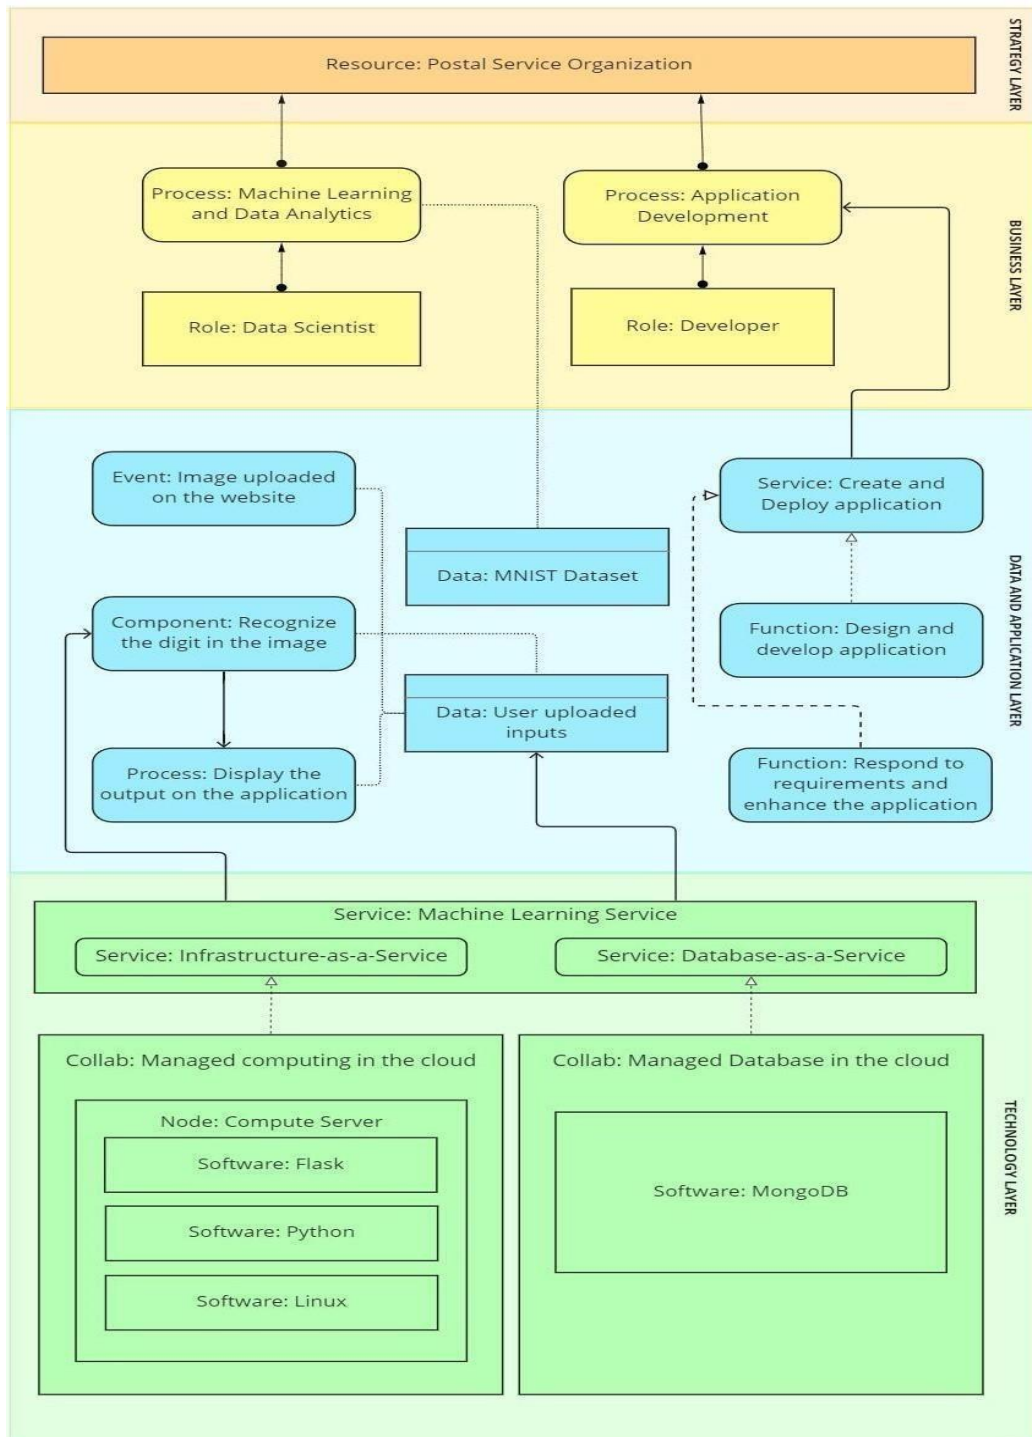 STRATEGY LAYER
Resource: Postal Service Organization
BUSINESS LAYER
Process: Machine Learning
and Data Analytics
Process: Application
Development
Role: Data Scientist
Role: Developer
DATA AND APPLICATION LAYER
Event: Image uploaded
on the website
Service: Create and
Deploy application
Data: MNIST Dataset
Component: Recognize
the digit in the image
Function: Design and
develop application
Data: User uploaded
inputs
Process: Display the
output on the application
Function: Respond to
requirements and
enhance the application
TECHNOLOGY LAYER
Service: Machine Learning Service
Service: Infrastructure-as-a-Service
Service: Database-as-a-Service
Collab: Managed computing in the cloud
Node: Compute Server
Software: Flask
Software: Python
Software: Linux
Collab: Managed Database in the cloud
Software: MongoDB